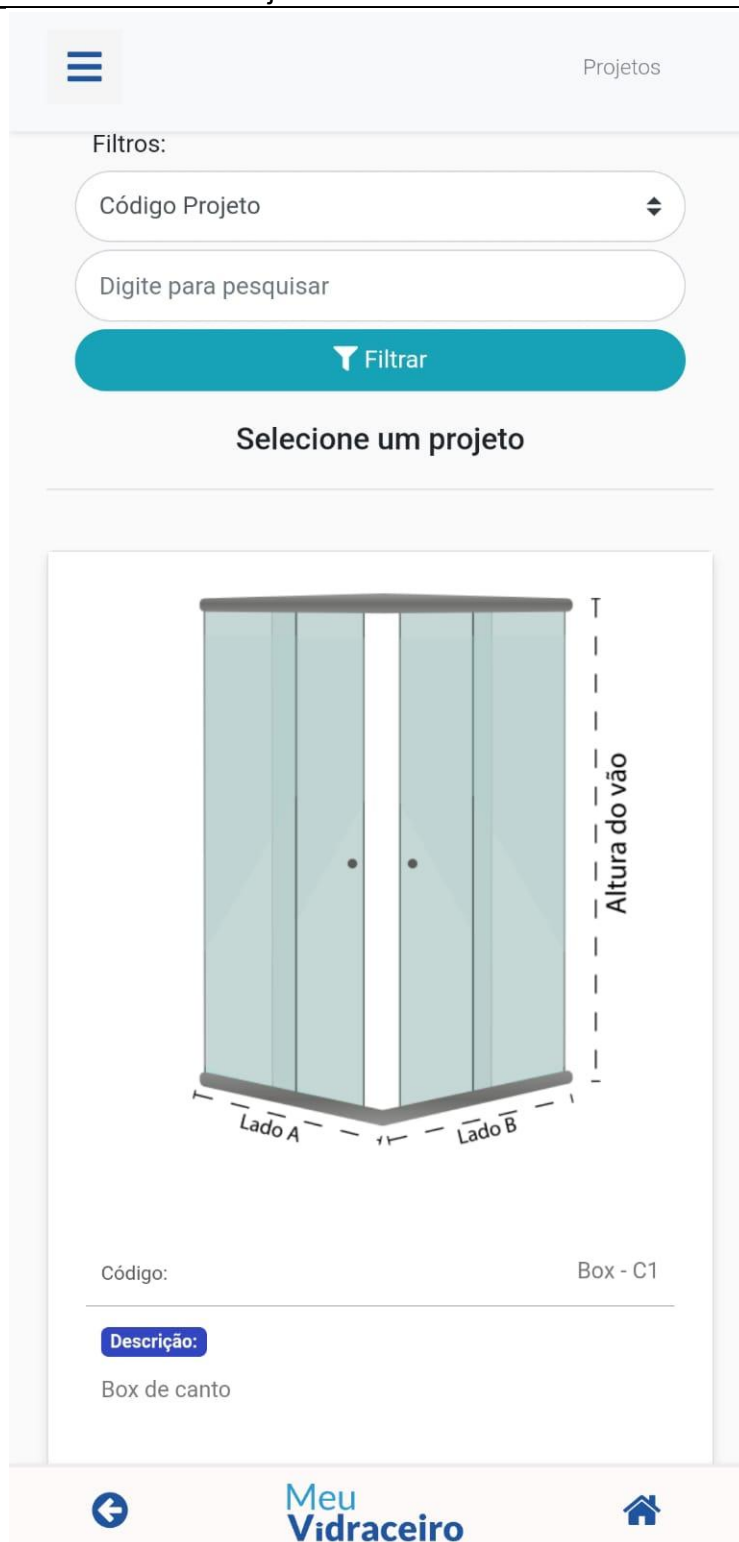 Projetos
Filtros:
Código Projeto
Digite para pesquisar
Filtrar
Selecione um projeto
Altura do vão
Lado A
Lado B
Código:
Box - C1
Descrição:
Box de canto
Meu
Vidraceiro